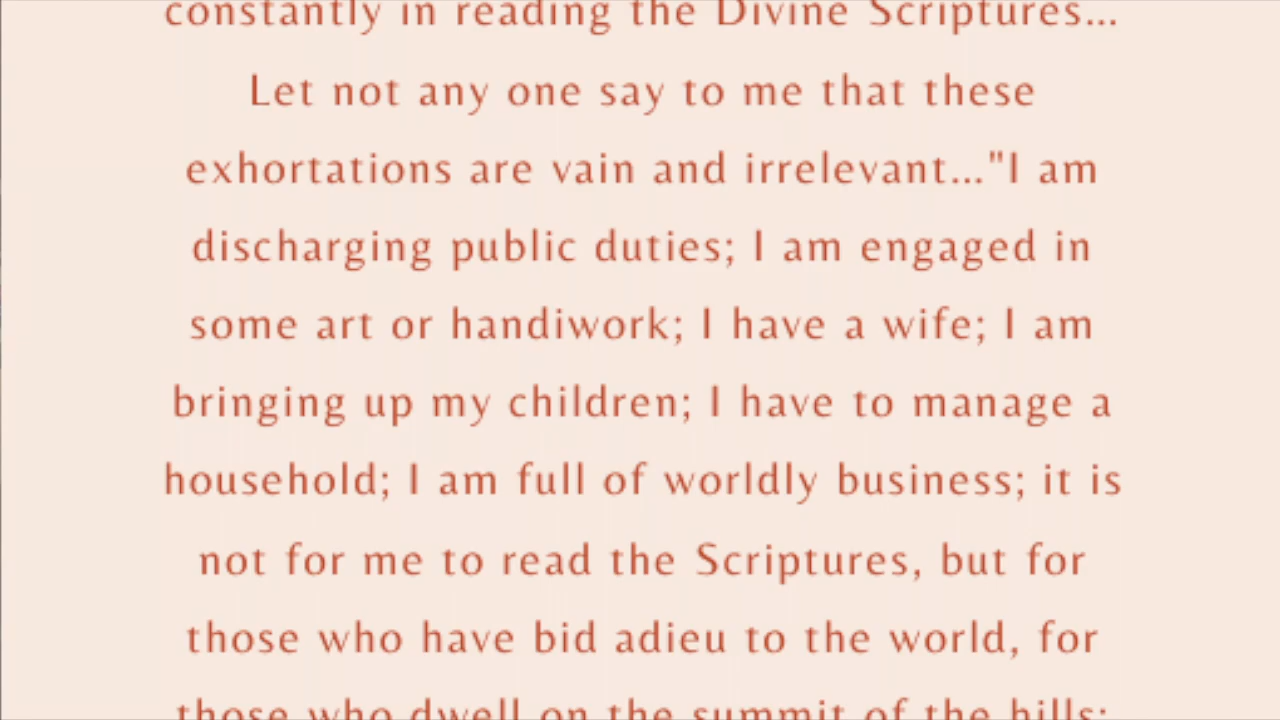 constantly in reading the Divine Scriptures...
Let not any one say to me that these
exhortations are vain and irrelevant..."I am
discharging public duties; I am engaged in
some art or handiwork; I have a wife; I am
bringing up my children; I have to manage a
household; I am full of worldly business; it is
not for me to read the Scriptures, but for
those who have bid adieu to the world, for
those who dwell on the summit of the hills;